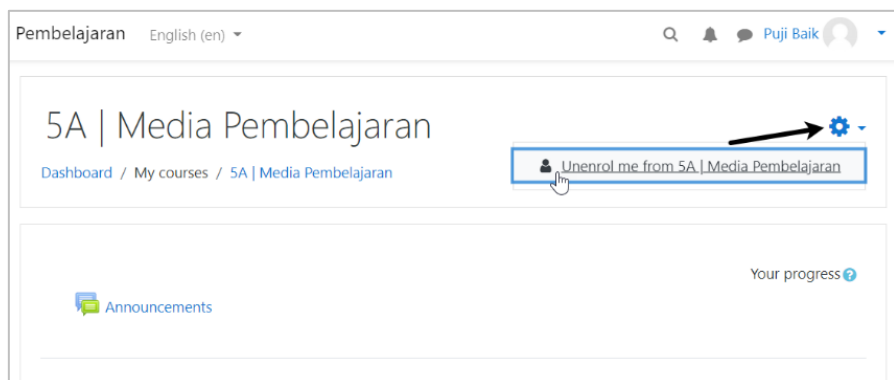 Pembelajaran English (en) Puji Baik
5A | Media Pembelajaran
Unenrol me from 5A | Media Pembelajaran
Dashboard / My courses / 5A | Media Pembelajaran
Your progress
Announcements